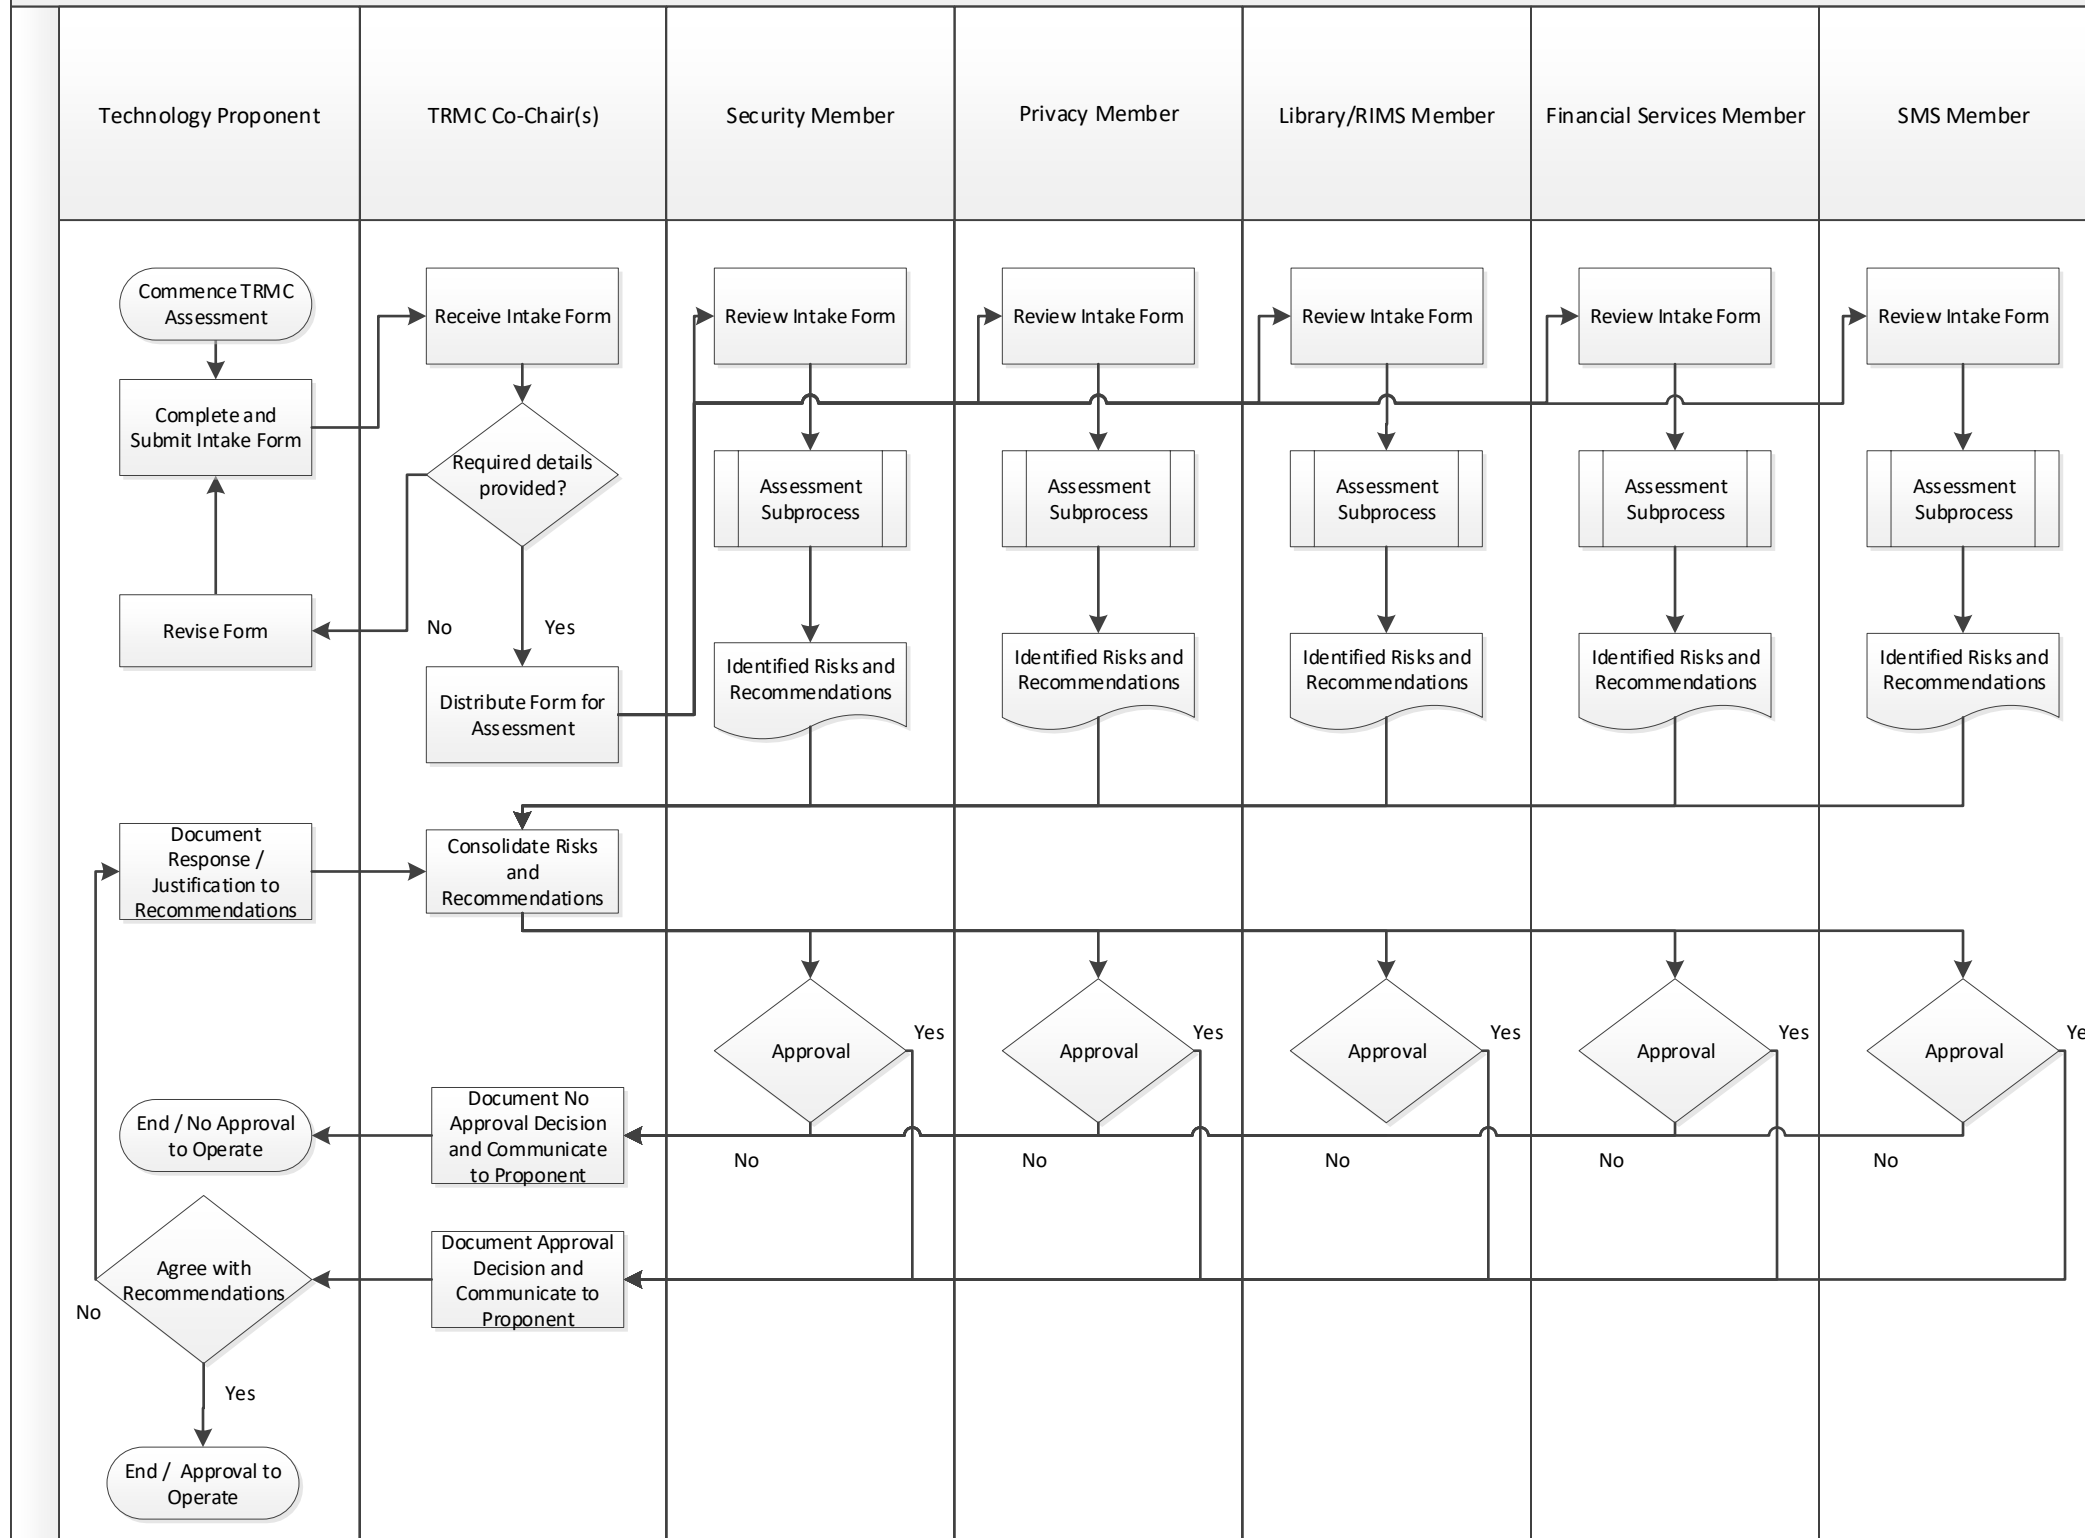 Technology Proponent
TRMC Co-Chair(s)
Security Member
Privacy Member
Library/RIMS Member
Financial Services Member
SMS Member
Commence TRMC
Assessment
Receive Intake Form
Review Intake Form
Review Intake Form
Review Intake Form
Review Intake Form
Review Intake Form
Complete and
Submit Intake Form
Required details
provided?
Assessment
Subprocess
Assessment
Subprocess
Assessment
Subprocess
Assessment
Subprocess
Assessment
Subprocess
Revise Form
No
Yes
Distribute Form for
Assessment
Identified Risks and
Recommendations
Identified Risks and
Recommendations
Identified Risks and
Recommendations
Identified Risks and
Recommendations
Identified Risks and
Recommendations
Document
Response /
Justification to
Recommendations
Consolidate Risks
and
Recommendations
Approval
Yes
Approval
Yes
Approval
Yes
Approval
Yes
Approval
Ye
End / No Approval
to Operate
Document No
Approval Decision
and Communicate
to Proponent
No
No
No
No
No
Agree with
Recommendations
No
Document Approval
Decision and
Communicate to
Proponent
Yes
End / Approval to
Operate